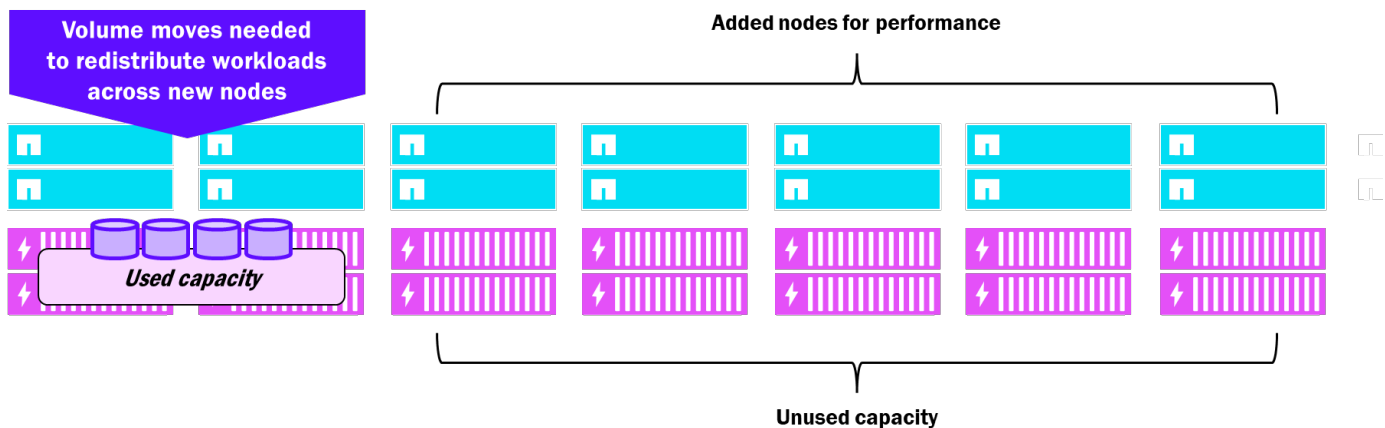 Volume moves needed
to redistribute workloads
across new nodes
Added nodes for performance
Used capacity
Unused capacity